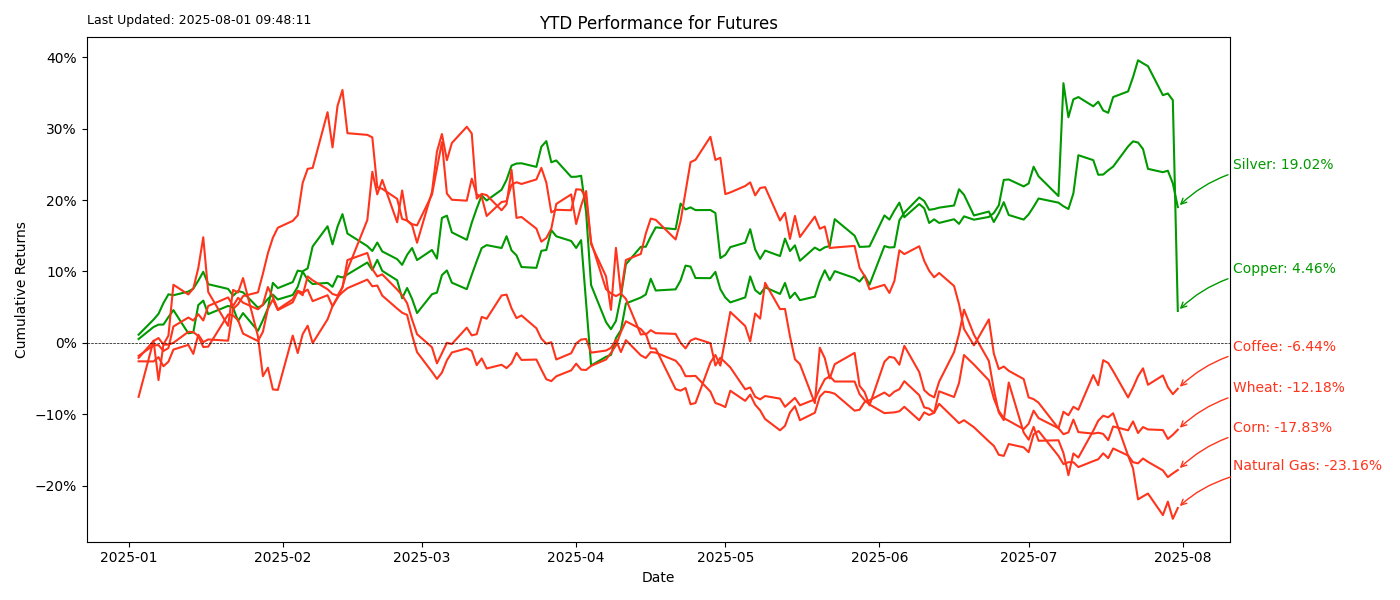 Last Updated: 2025-08-01 09:48:11
YTD Performance for Futures
Cumulative Returns
40%
30%
20%
10%
0%
−10%
−20%
Silver: 19.02%
Copper: 4.46%
Coffee: -6.44%
Wheat: -12.18%
Corn: -17.83%
Natural Gas: -23.16%
2025-01 2025-02 2025-03 2025-04 2025-05 2025-06 2025-07 2025-08
Date